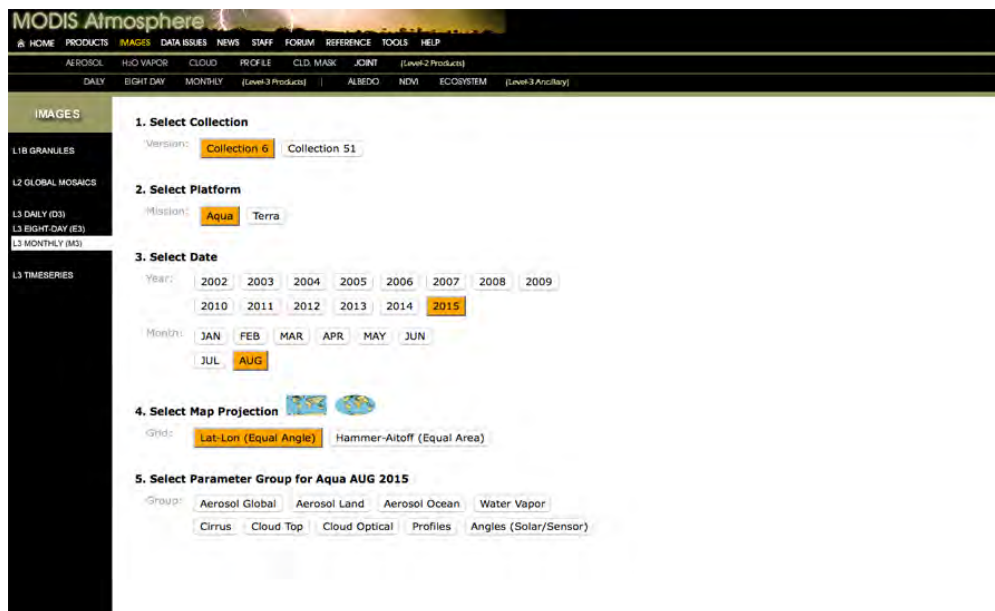 MODIS Atmosphere
HOME PRODUCTS IMAGES DATA ISSUES NEWS STAFF FORUM REFERENCE TOOLS HELP
AEROSOL H2O VAPOR CLOUD PROFILE CLD. MASK JOINT (Level-2 Products)
DAILY EIGHT DAY MONTHLY (Level-3 Products) | ALBEDO NDVI ECOSYSTEM (Level-3 Ancillary)
IMAGES
L1B GRANULES
L2 GLOBAL MOSAICS
L3 DAILY (D3)
L3 EIGHT-DAY (E3)
L3 MONTHLY (M3)
L3 TIMESERIES
1. Select Collection
Version: Collection 6 Collection 51
2. Select Platform
Mission: Aqua Terra
3. Select Date
Year: 2002 2003 2004 2005 2006 2007 2008 2009
2010 2011 2012 2013 2014 2015
Month: JAN FEB MAR APR MAY JUN
JUL AUG
4. Select Map Projection
Grid: Lat-Lon (Equal Angle) Hammer-Aitoff (Equal Area)
5. Select Parameter Group for Aqua AUG 2015
Group: Aerosol Global Aerosol Land Aerosol Ocean Water Vapor
Cirrus Cloud Top Cloud Optical Profiles Angles (Solar/Sensor)